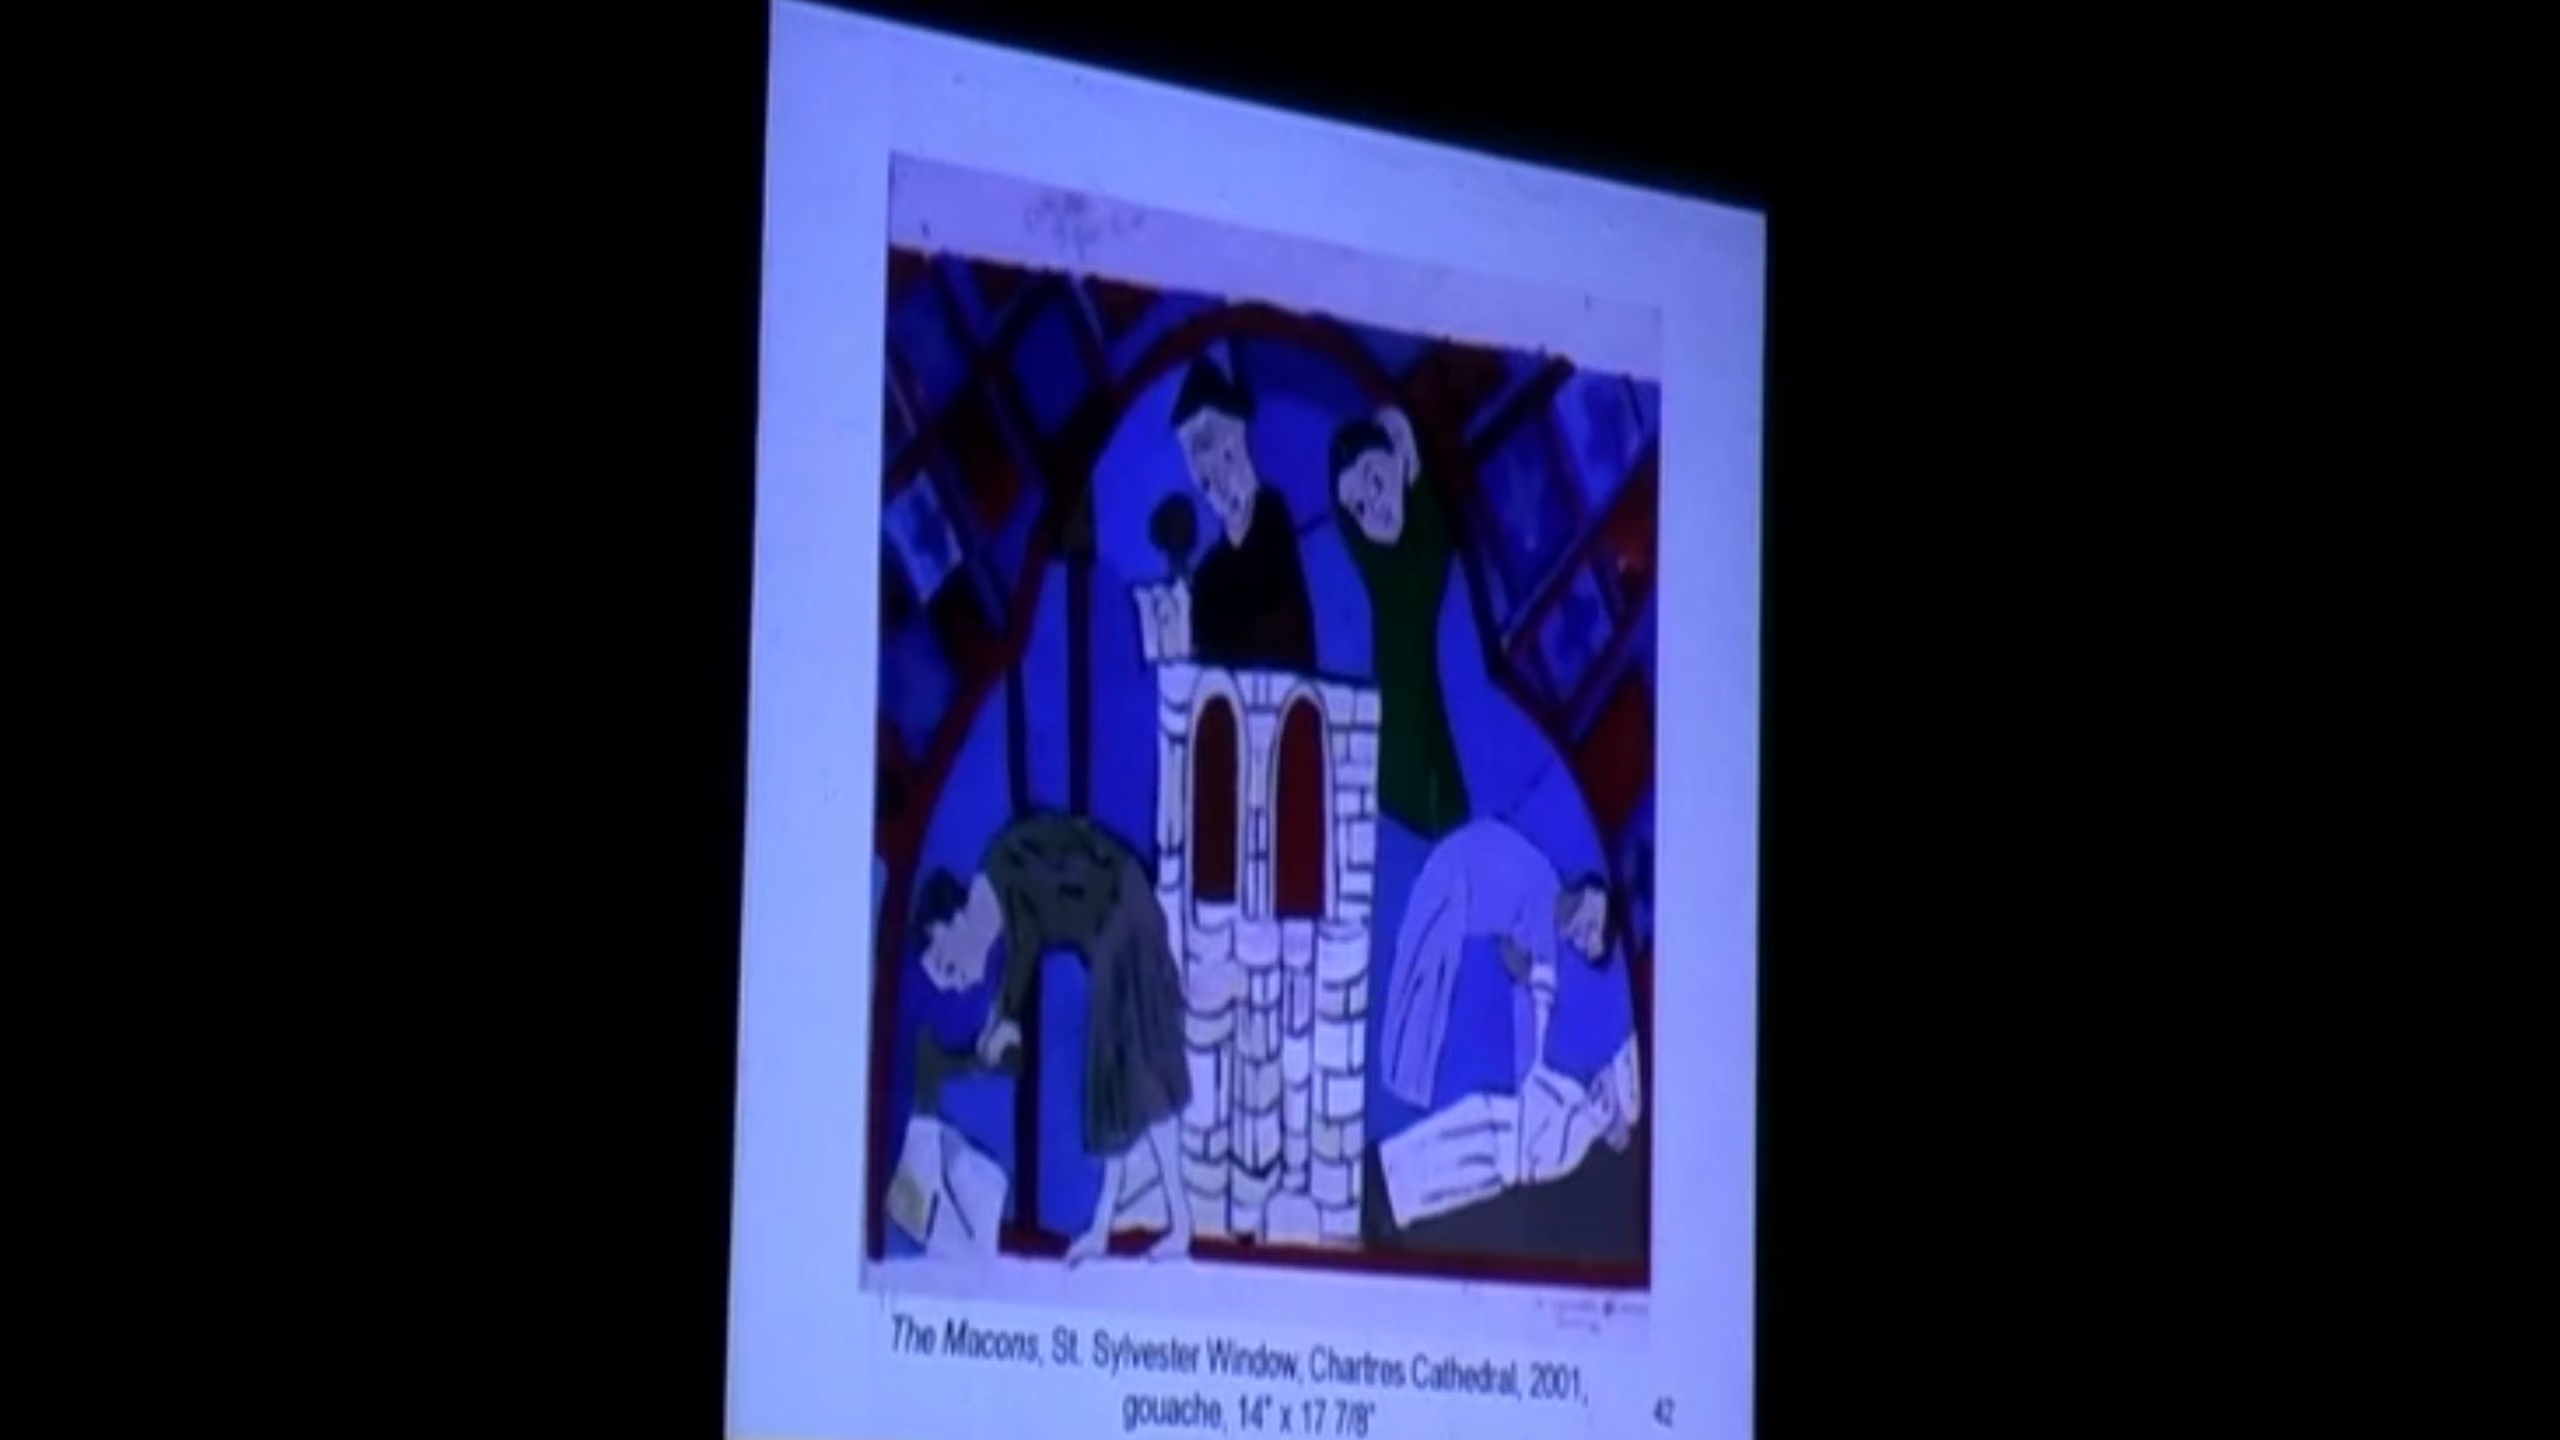 The Macons, St. Sylvester Window, Chartres Cathedral, 2001,
gouache, 14" x 17 7/8"
42